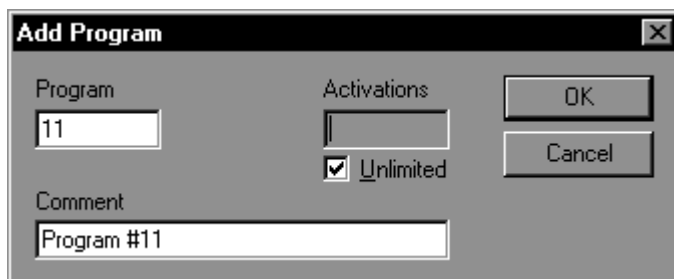 Add Program
Program Activations OK
11
Unlimited Cancel
Comment
Program #11